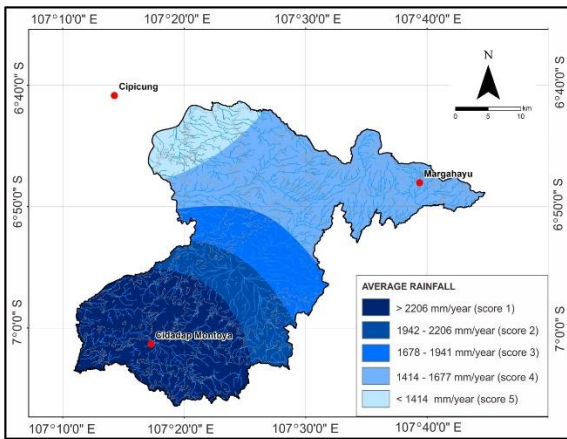 107°10'0" E 107°20'0" E 107°30'0" E 107°40'0" E
6°40'0" S
6°40'0" S
Cipicung
N
0 5 10 km
Margahayu
6°50'0" S
6°50'0" S
AVERAGE RAINFALL
> 2206 mm/year (score 1)
1942 - 2206 mm/year (score 2)
1678 - 1941 mm/year (score 3)
1414 - 1677 mm/year (score 4)
< 1414 mm/year (score 5)
7°0'0" S
7°0'0" S
Cidadap Montoya
107°10'0" E 107°20'0" E 107°30'0" E 107°40'0" E